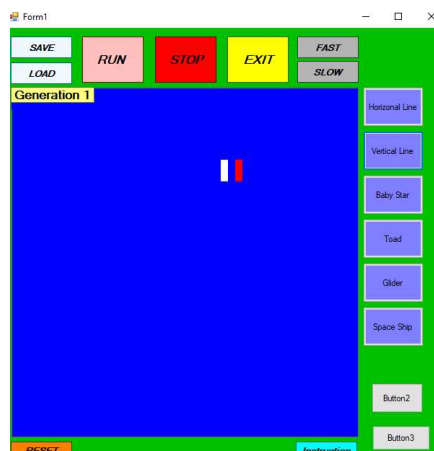 Form1
SAVE
LOAD
RUN
STOP
EXIT
FAST
SLOW
Generation 1
Horizonal Line
Vertical Line
Baby Star
Toad
Glider
Space Ship
Button2
Button3
RESET
Instruction